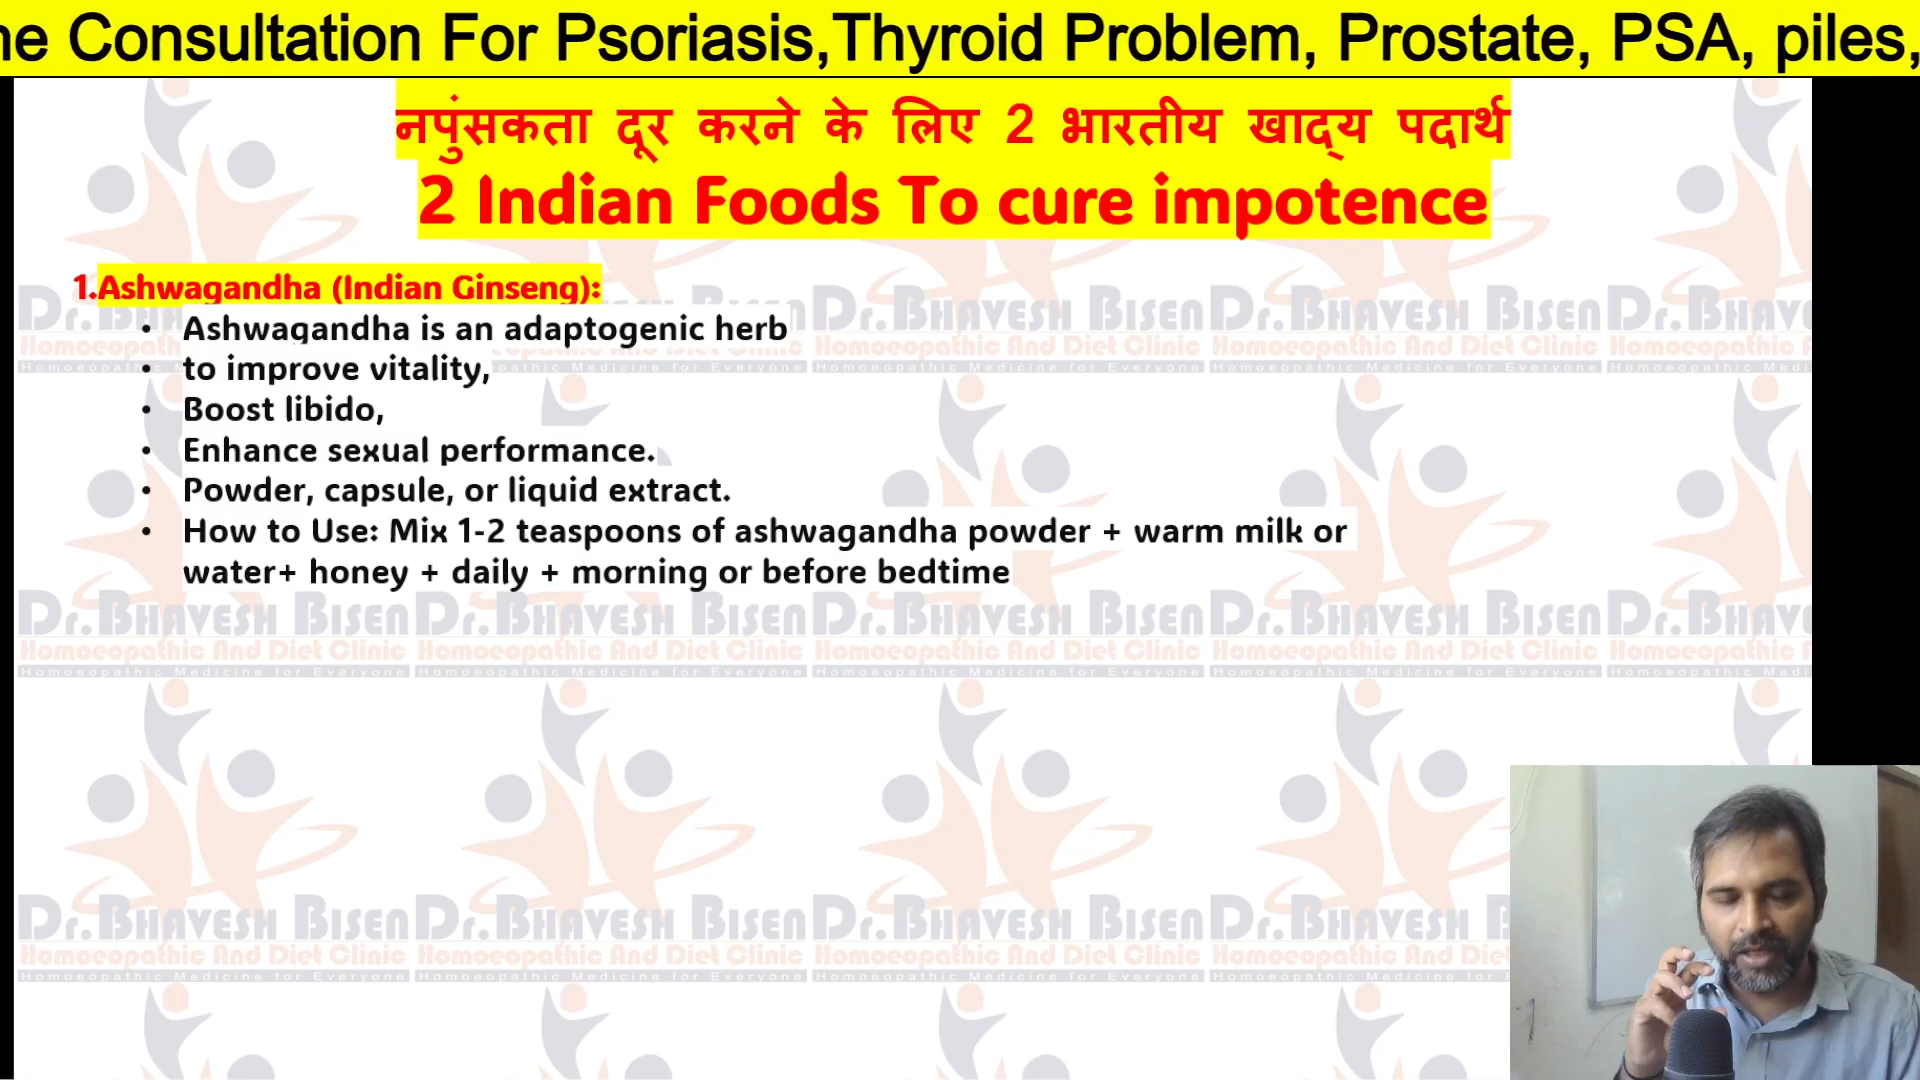 ne Consultation For Psoriasis,Thyroid Problem, Prostate, PSA, piles,
नपुंसकता दूर करने के लिए 2 भारतीय खाद्य पदार्थ
2 Indian Foods To cure impotence
1.Ashwagandha (Indian Ginseng):
• Ashwagandha is an adaptogenic herb
• to improve vitality,
• Boost libido,
• Enhance sexual performance.
• Powder, capsule, or liquid extract.
• How to Use: Mix 1-2 teaspoons of ashwagandha powder + warm milk or
water+ honey + daily + morning or before bedtime
Dr.Bhavesh Bisen
Homoeopathic And Diet Clinic
Homoeopathic Medicine for Everyone